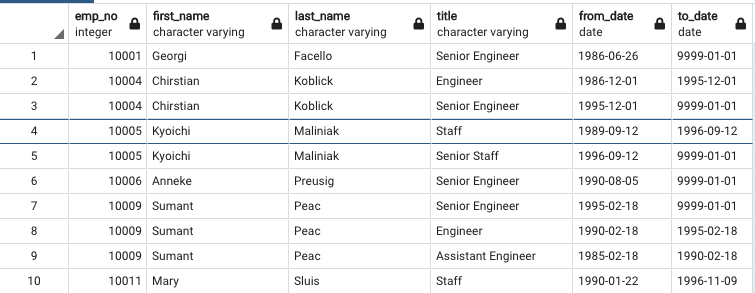 emp_no first_name last_name title from_date to_date
integer character varying character varying character varying date date
1 10001 Georgi Facello Senior Engineer 1986-06-26 9999-01-01
2 10004 Chirstian Koblick Engineer 1986-12-01 1995-12-01
3 10004 Chirstian Koblick Senior Engineer 1995-12-01 9999-01-01
4 10005 Kyoichi Maliniak Staff 1989-09-12 1996-09-12
5 10005 Kyoichi Maliniak Senior Staff 1996-09-12 9999-01-01
6 10006 Anneke Preusig Senior Engineer 1990-08-05 9999-01-01
7 10009 Sumant Peac Senior Engineer 1995-02-18 9999-01-01
8 10009 Sumant Peac Engineer 1990-02-18 1995-02-18
9 10009 Sumant Peac Assistant Engineer 1985-02-18 1990-02-18
10 10011 Mary Sluis Staff 1990-01-22 1996-11-09